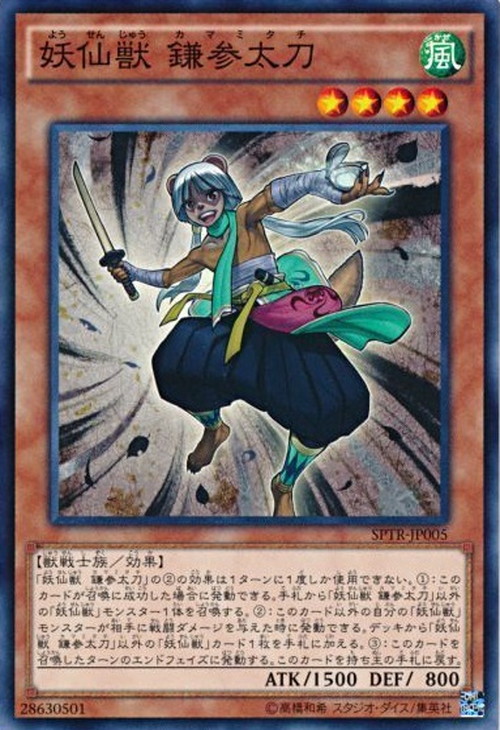 よう せん じゅう カ マ ミ タ チ
妖仙獣 鎌参太刀
かぜ
風
SPTR-JP005
【獣戦士族／効果】
「妖仙獣 鎌参太刀」の②の効果は１ターンに１度しか使用できない。①：この
カードが召喚に成功した場合に発動できる。手札から「妖仙獣 鎌参太刀」以外
の「妖仙獣」モンスター１体を召喚する。②：このカード以外の自分の「妖仙獣」
モンスターが相手に戦闘ダメージを与えた時に発動できる。デッキから「妖仙
獣 鎌参太刀」以外の「妖仙獣」カード１枚を手札に加える。③：このカードを
召喚したターンのエンドフェイズに発動する。このカードを持ち主の手札に戻す。
ATK/1500 DEF/ 800
28630501
©高橋和希 スタジオ・ダイス/集英社